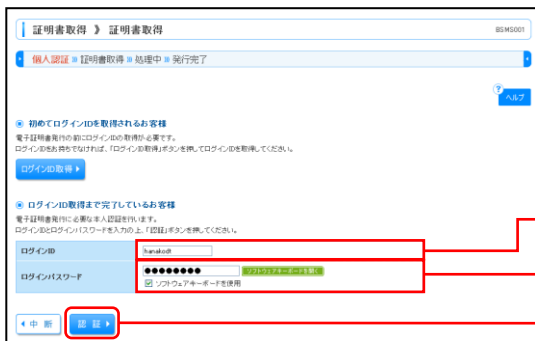 証明書取得 》 証明書取得
BSMS001
個人認証 » 証明書取得 » 処理中 » 発行完了
? ヘルプ
初めてログインIDを取得されるお客様
電子証明書発行の前にログインIDの取得が必要です。
ログインIDをお持ちでなければ、「ログインID取得」ボタンを押してログインIDを取得してください。
ログインID取得
ログインID取得まで完了しているお客様
電子証明書発行に必要な本人認証を行います。
ログインIDとログインパスワードを入力の上、「認証」ボタンを押してください。
ログインID
hanakodt
ログインパスワード
●●●●●●●● ソフトウェアキーボードを開く
ソフトウェアキーボードを使用
中 断
認 証